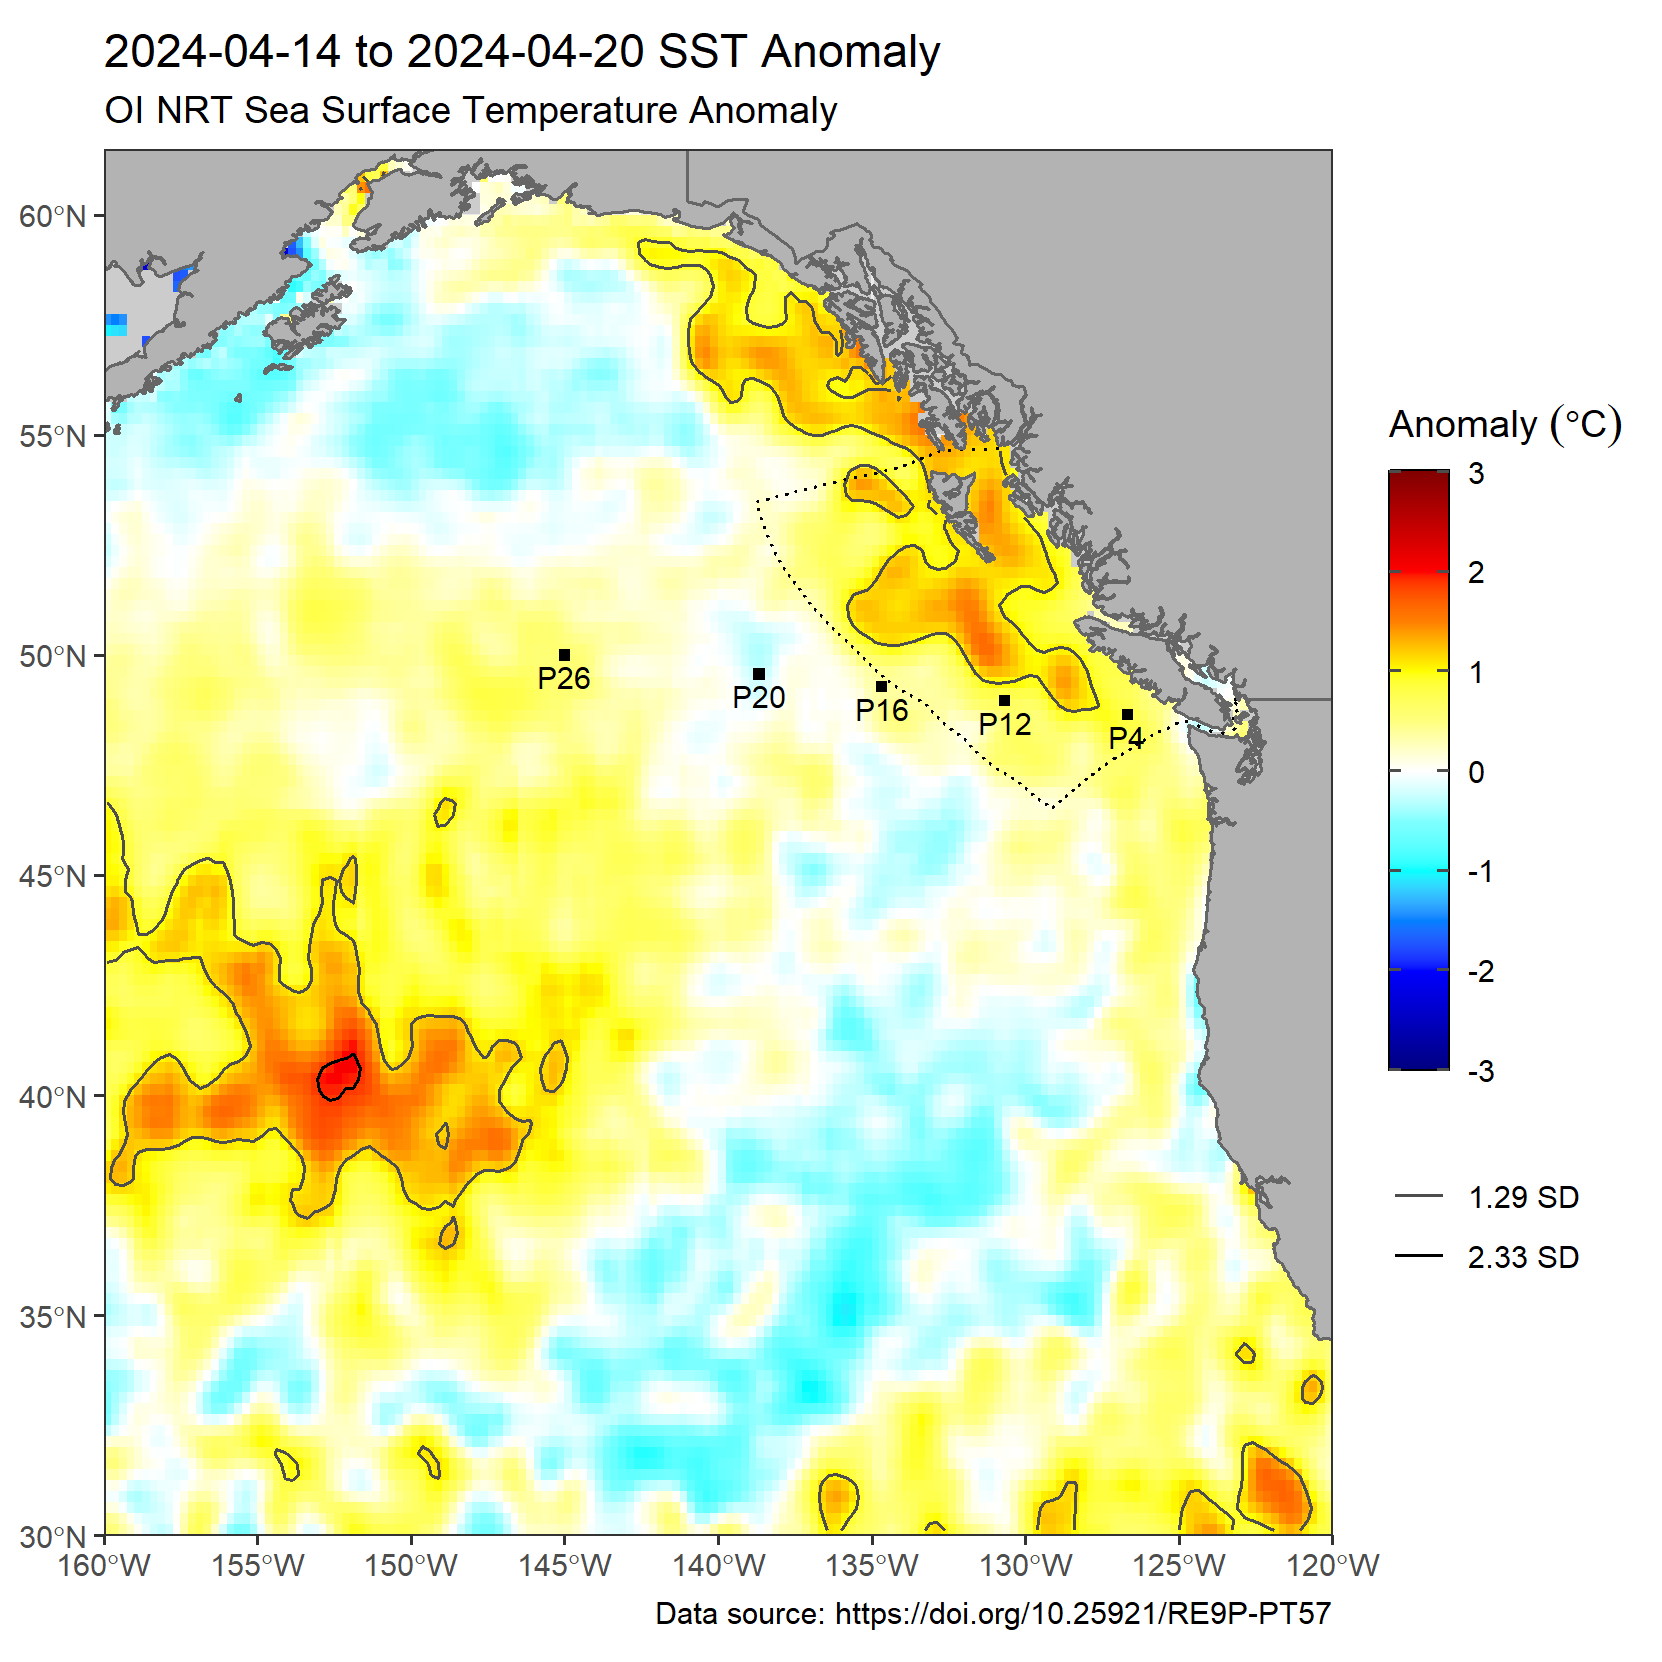 2024-04-14 to 2024-04-20 SST Anomaly
OI NRT Sea Surface Temperature Anomaly
60°N
55°N
50°N
45°N
40°N
35°N
30°N
P26
P20
P16
P12
P4
160°W
155°W
150°W
145°W
140°W
135°W
130°W
125°W
120°W
Anomaly (°C)
3
2
1
0
-1
-2
-3
1.29 SD
2.33 SD
Data source: https://doi.org/10.25921/RE9P-PT57